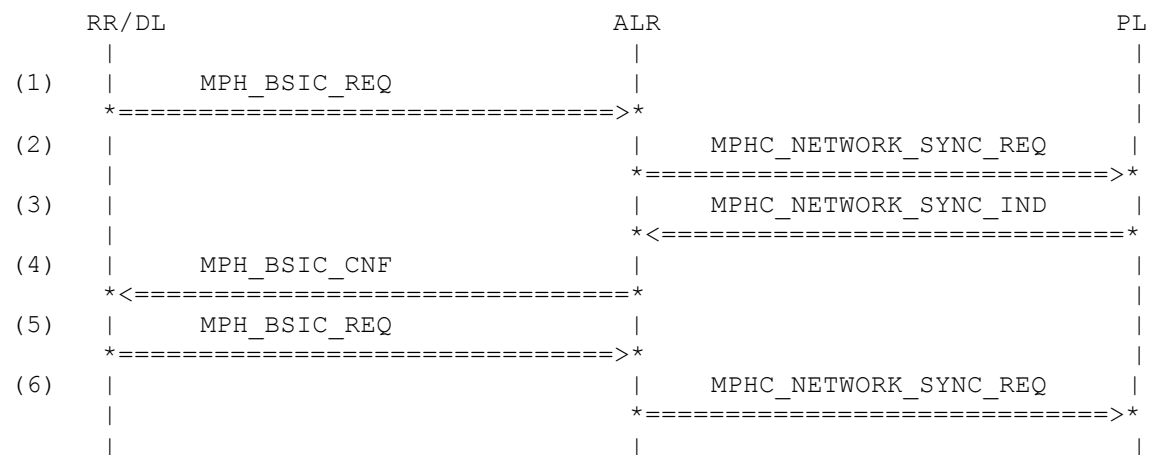 RR/DL ALR PL
(1) MPH_BSIC_REQ
(2) MPHC_NETWORK_SYNC_REQ
(3) MPHC_NETWORK_SYNC_IND
(4) MPH_BSIC_CNF
(5) MPH_BSIC_REQ
(6) MPHC_NETWORK_SYNC_REQ